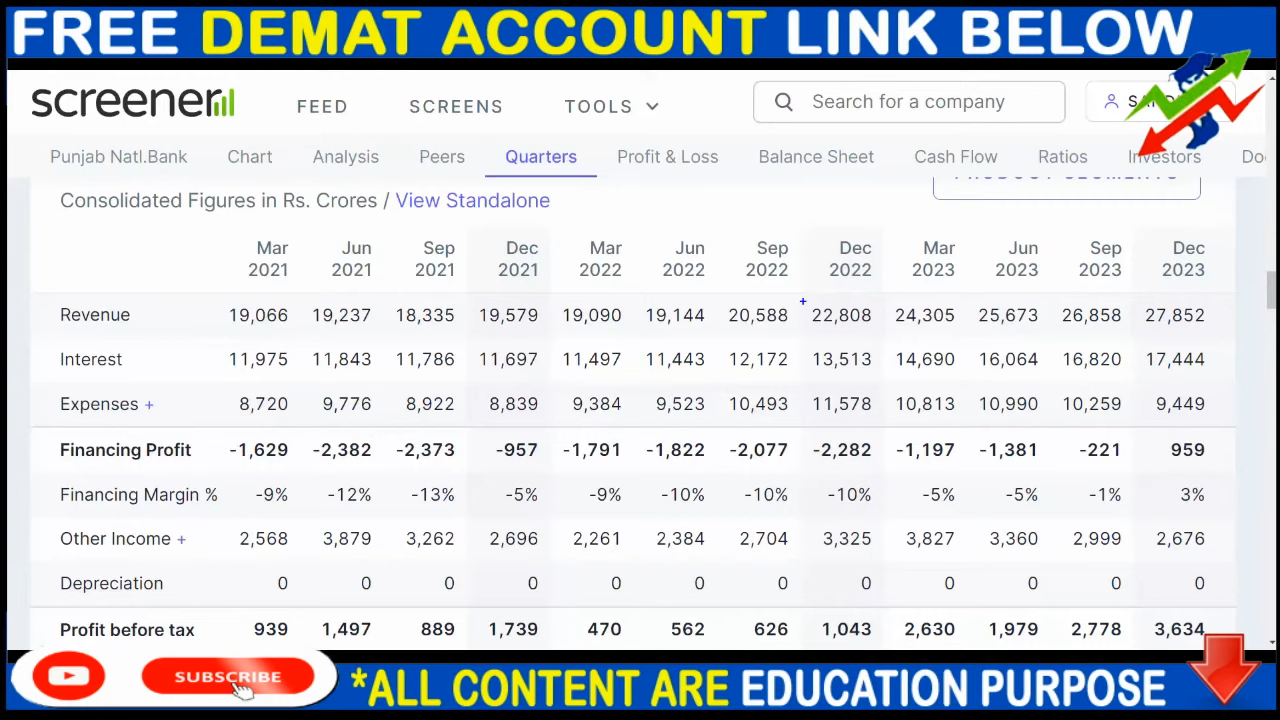 FREE DEMAT ACCOUNT LINK BELOW
screener FEED SCREENS TOOLS Search for a company
Punjab Natl.Bank Chart Analysis Peers Quarters Profit & Loss Balance Sheet Cash Flow Ratios Investors
Consolidated Figures in Rs. Crores / View Standalone PRODUCT SEGMENTS
Mar 2021 Jun 2021 Sep 2021 Dec 2021 Mar 2022 Jun 2022 Sep 2022 Dec 2022 Mar 2023 Jun 2023 Sep 2023 Dec 2023
Revenue 19,066 19,237 18,335 19,579 19,090 19,144 20,588 22,808 24,305 25,673 26,858 27,852
Interest 11,975 11,843 11,786 11,697 11,497 11,443 12,172 13,513 14,690 16,064 16,820 17,444
Expenses + 8,720 9,776 8,922 8,839 9,384 9,523 10,493 11,578 10,813 10,990 10,259 9,449
Financing Profit -1,629 -2,382 -2,373 -957 -1,791 -1,822 -2,077 -2,282 -1,197 -1,381 -221 959
Financing Margin % -9% -12% -13% -5% -9% -10% -10% -10% -5% -5% -1% 3%
Other Income + 2,568 3,879 3,262 2,696 2,261 2,384 2,704 3,325 3,827 3,360 2,999 2,676
Depreciation 0 0 0 0 0 0 0 0 0 0 0 0
Profit before tax 939 1,497 889 1,739 470 562 626 1,043 2,630 1,979 2,778 3,634
SUBSCRIBE
*ALL CONTENT ARE EDUCATION PURPOSE